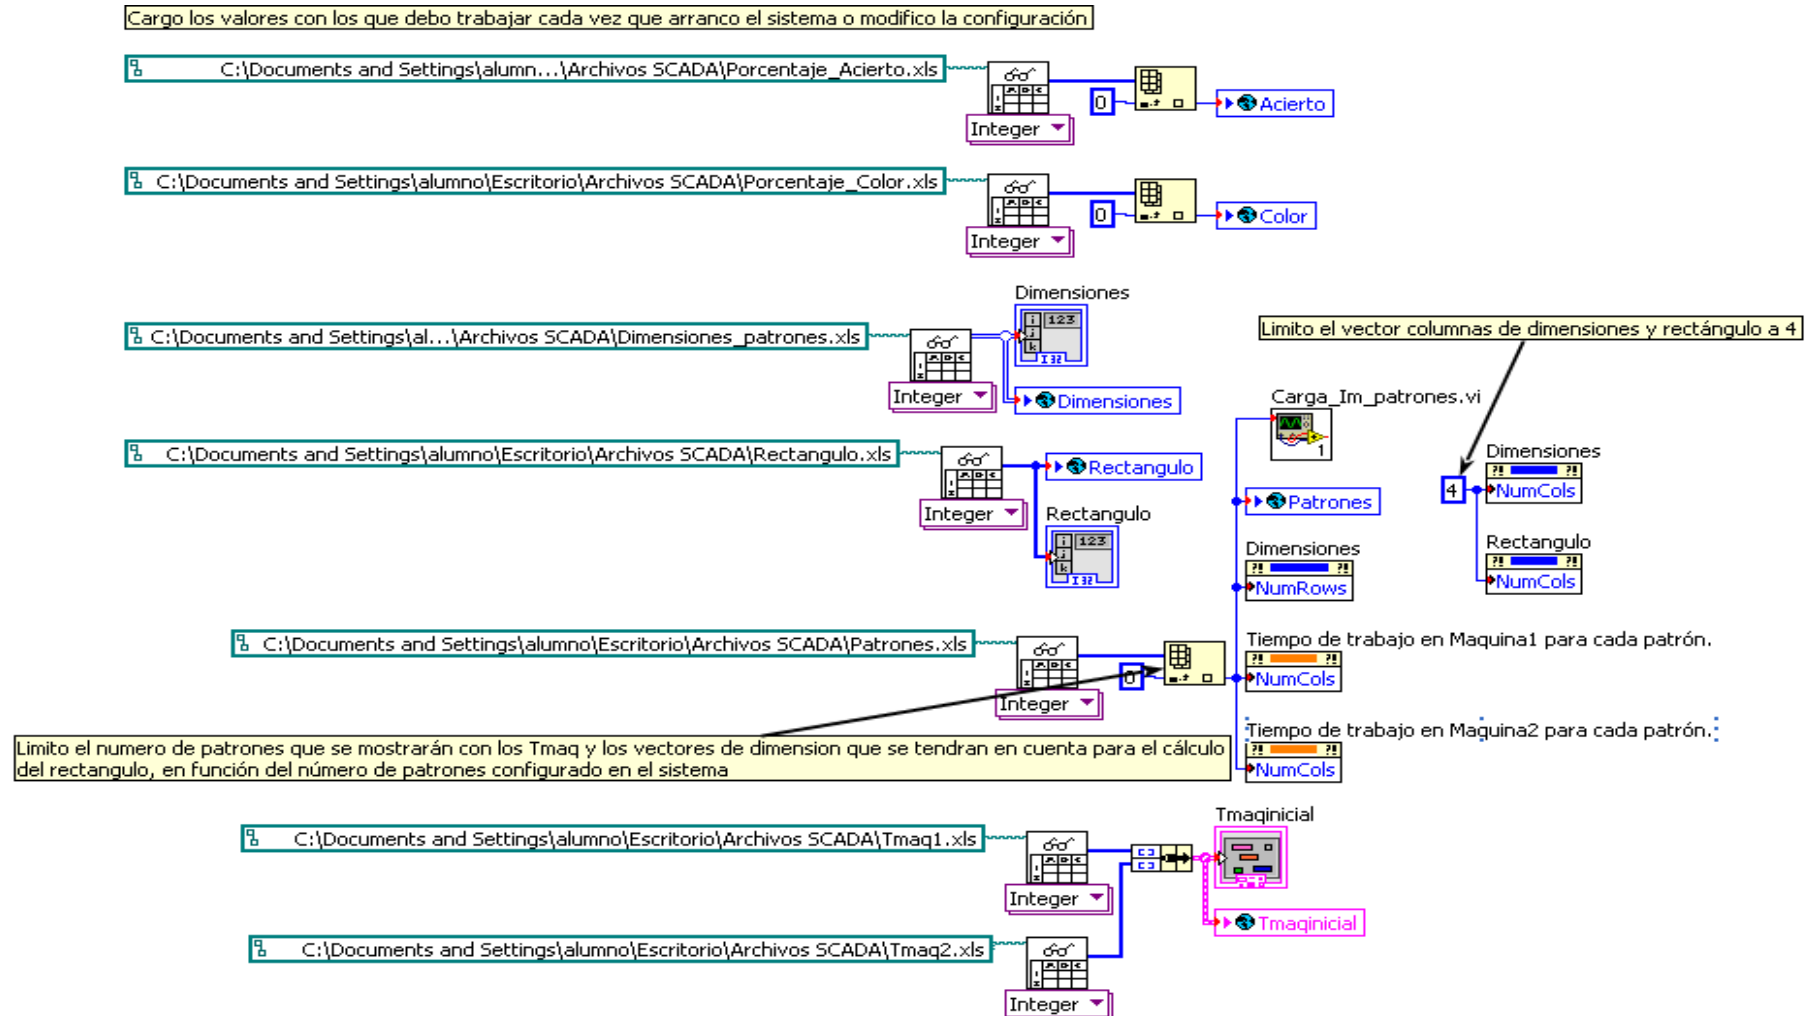 Cargo los valores con los que debo trabajar cada vez que arranco el sistema o modifico la configuración
C:\Documents and Settings\alumn...\Archivos SCADA\Porcentaje_Acierto.xls
0
Acierto
Integer
C:\Documents and Settings\alumno\Escritorio\Archivos SCADA\Porcentaje_Color.xls
0
Color
Integer
Dimensiones
123
I32
C:\Documents and Settings\al...\Archivos SCADA\Dimensiones_patrones.xls
Integer
Dimensiones
Limito el vector columnas de dimensiones y rectángulo a 4
Carga_Im_patrones.vi
1
C:\Documents and Settings\alumno\Escritorio\Archivos SCADA\Rectangulo.xls
Rectangulo
Integer
Rectangulo
123
I32
4
Dimensiones
NumCols
Rectangulo
NumCols
Patrones
Dimensiones
NumRows
C:\Documents and Settings\alumno\Escritorio\Archivos SCADA\Patrones.xls
0
Integer
Tiempo de trabajo en Maquina1 para cada patrón.
NumCols
Tiempo de trabajo en Maquina2 para cada patrón.
NumCols
Limito el numero de patrones que se mostrarán con los Tmaq y los vectores de dimension que se tendran en cuenta para el cálculo
del rectangulo, en función del número de patrones configurado en el sistema
C:\Documents and Settings\alumno\Escritorio\Archivos SCADA\Tmaq1.xls
Integer
Tmaqinicial
Tmaqinicial
C:\Documents and Settings\alumno\Escritorio\Archivos SCADA\Tmaq2.xls
Integer